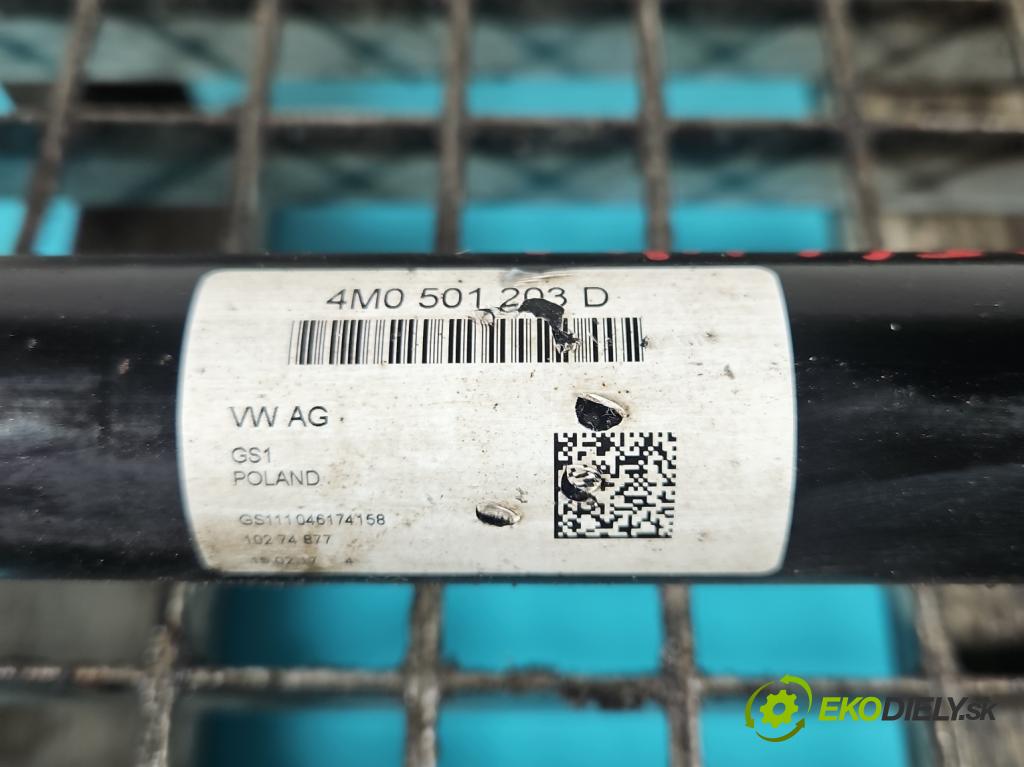 4M0 501 203 D
VW AG
GS1
POLAND
GS111046174158
102 74 877
EKODIELY.sk